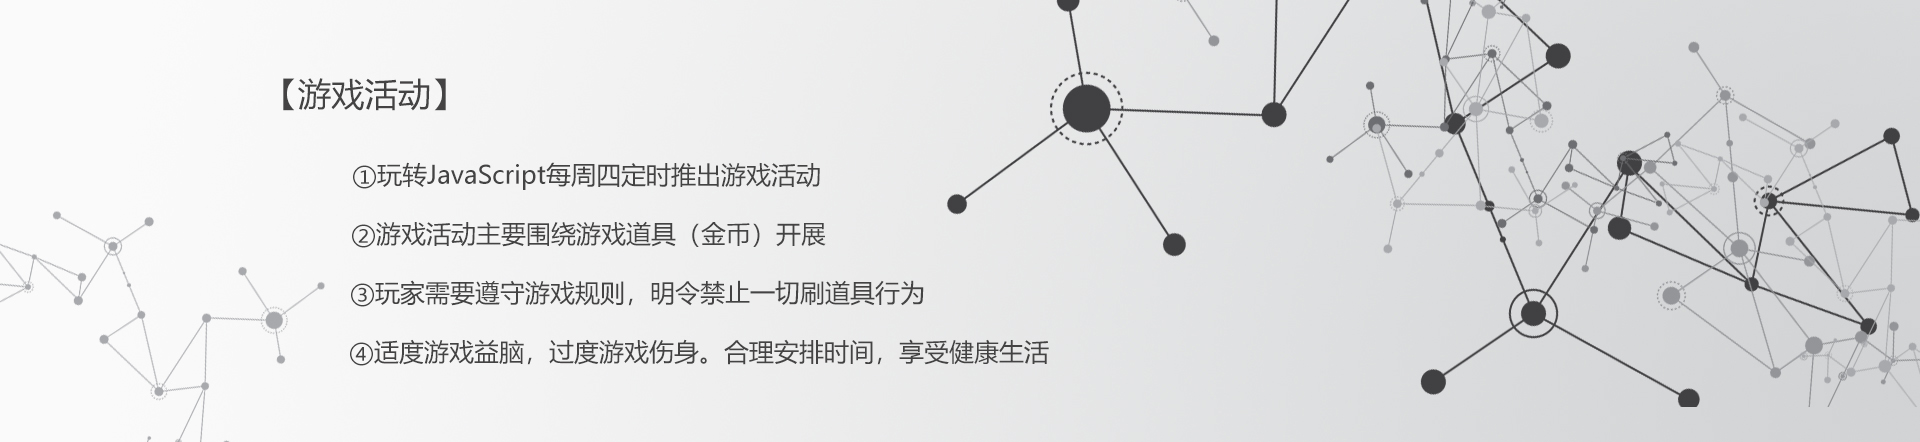 【游戏活动】
①玩转JavaScript每周四定时推出游戏活动
②游戏活动主要围绕游戏道具（金币）开展
③玩家需要遵守游戏规则，明令禁止一切刷道具行为
④适度游戏益脑，过度游戏伤身。合理安排时间，享受健康生活